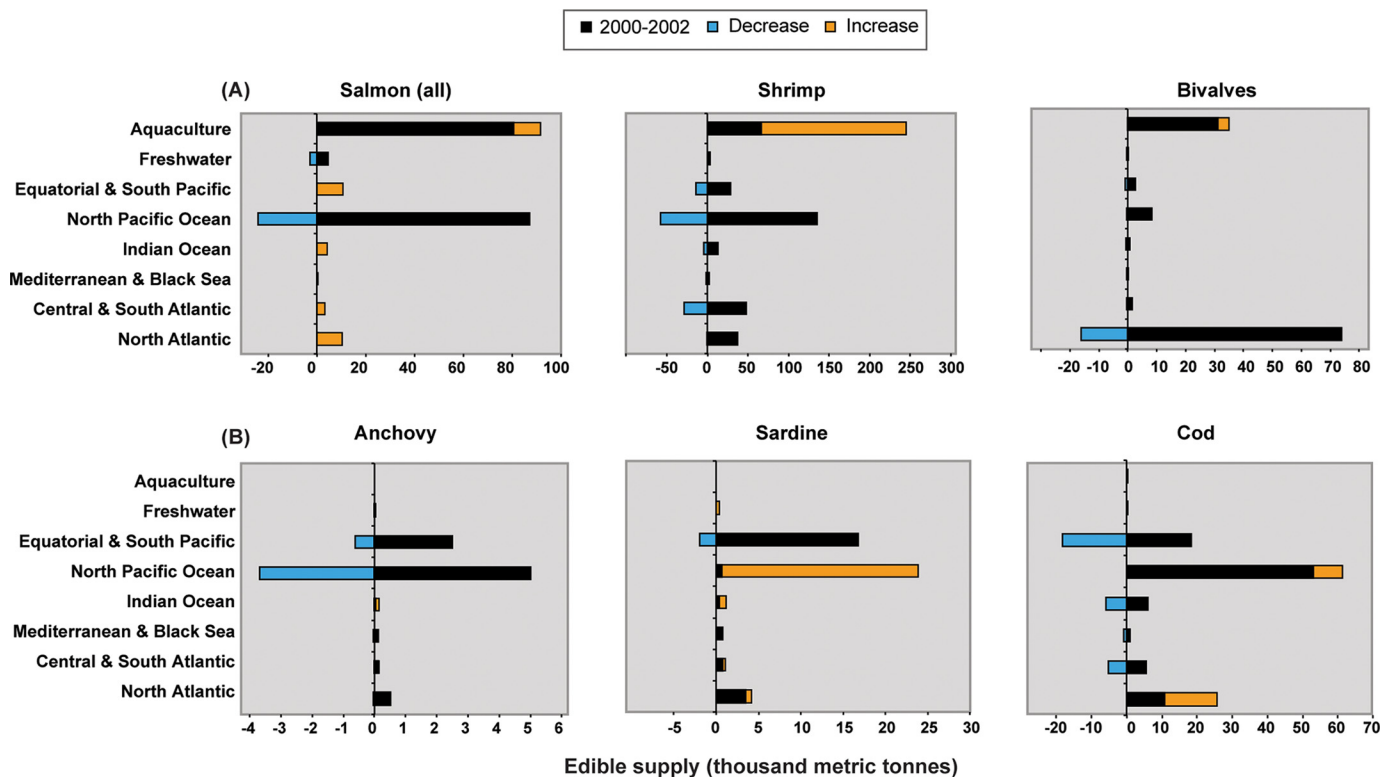 2000-2002 Decrease Increase
(A) Salmon (all) Shrimp Bivalves
Aquaculture
Freshwater
Equatorial & South Pacific
North Pacific Ocean
Indian Ocean
Mediterranean & Black Sea
Central & South Atlantic
North Atlantic
-20 0 20 40 60 80 100 -50 0 50 100 150 200 250 300 -20 -10 0 10 20 30 40 50 60 70 80
(B) Anchovy Sardine Cod
Aquaculture
Freshwater
Equatorial & South Pacific
North Pacific Ocean
Indian Ocean
Mediterranean & Black Sea
Central & South Atlantic
North Atlantic
-4 -3 -2 -1 0 1 2 3 4 5 6 -5 0 5 10 15 20 25 30 -20 -10 0 10 20 30 40 50 60 70
Edible supply (thousand metric tonnes)